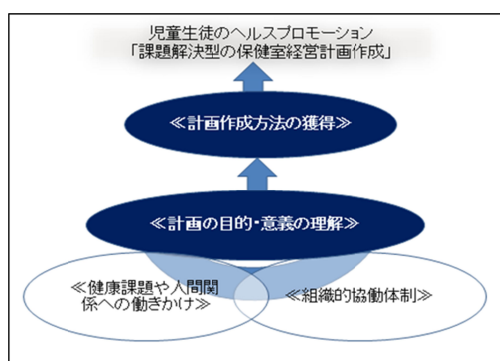 児童生徒のヘルスプロモーション
「課題解決型の保健室経営計画作成」
≪計画作成方法の獲得≫
≪計画の目的・意義の理解≫
≪健康課題や人間関
係への働きかけ≫
≪組織的協働体制≫